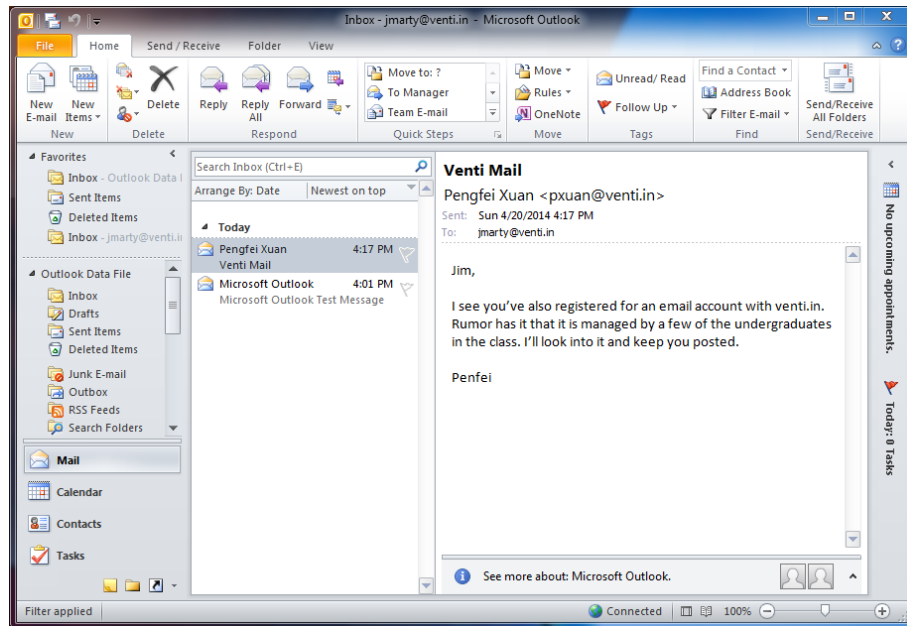 Inbox - jmarty@venti.in - Microsoft Outlook
File Home Send / Receive Folder View
New E-mail
New Items
Delete
Reply
Reply All
Forward
Move to: ?
To Manager
Team E-mail
Move
Rules
OneNote
Unread/ Read
Follow Up
Find a Contact
Address Book
Filter E-mail
Send/Receive All Folders
New Delete Respond Quick Steps Move Tags Find Send/Receive
Favorites
Inbox - Outlook Data
Sent Items
Deleted Items
Inbox - jmarty@venti.in
Outlook Data File
Inbox
Drafts
Sent Items
Deleted Items
Junk E-mail
Outbox
RSS Feeds
Search Folders
Mail
Calendar
Contacts
Tasks
Search Inbox (Ctrl+E)
Arrange By: Date Newest on top
Today
Pengfei Xuan 4:17 PM
Venti Mail
Microsoft Outlook 4:01 PM
Microsoft Outlook Test Message
Venti Mail
Pengfei Xuan <pxuan@venti.in>
Sent: Sun 4/20/2014 4:17 PM
To: jmarty@venti.in
Jim,
I see you've also registered for an email account with venti.in.
Rumor has it that it is managed by a few of the undergraduates
in the class. I'll look into it and keep you posted.
Penfei
See more about: Microsoft Outlook.
No upcoming appointments.
Today: 0 Tasks
Filter applied
Connected 100%